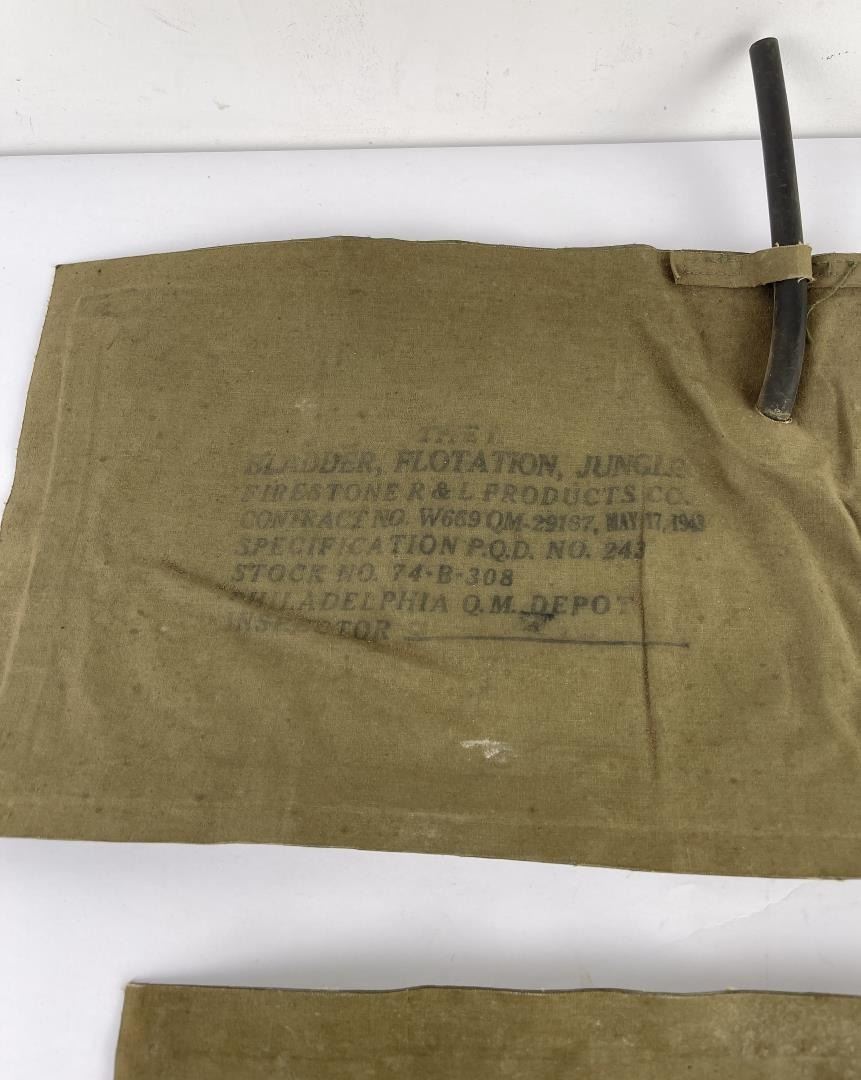 BLADDER, FLOTATION, JUNGLE
FIRESTONE R & L PRODUCTS CO.
CONTRACT NO. W669 QM-29187, MAY 17, 1943
SPECIFICATION P.Q.D. NO. 243
STOCK NO. 74-B-308
PHILADELPHIA Q.M. DEPOT
INSPECTOR